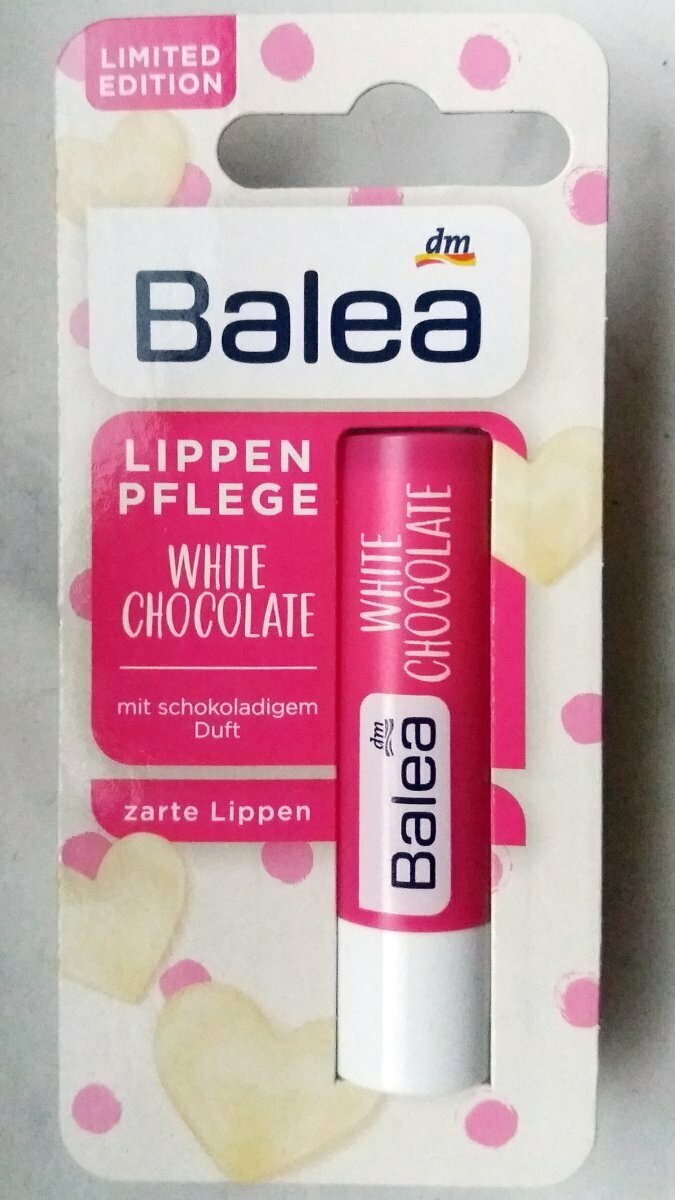 LIMITED
EDITION
dm
Balea
LIPPEN
PFLEGE
WHITE
CHOCOLATE
mit schokoladigem
Duft
zarte Lippen
WHITE
CHOCOLATE
dm
Balea